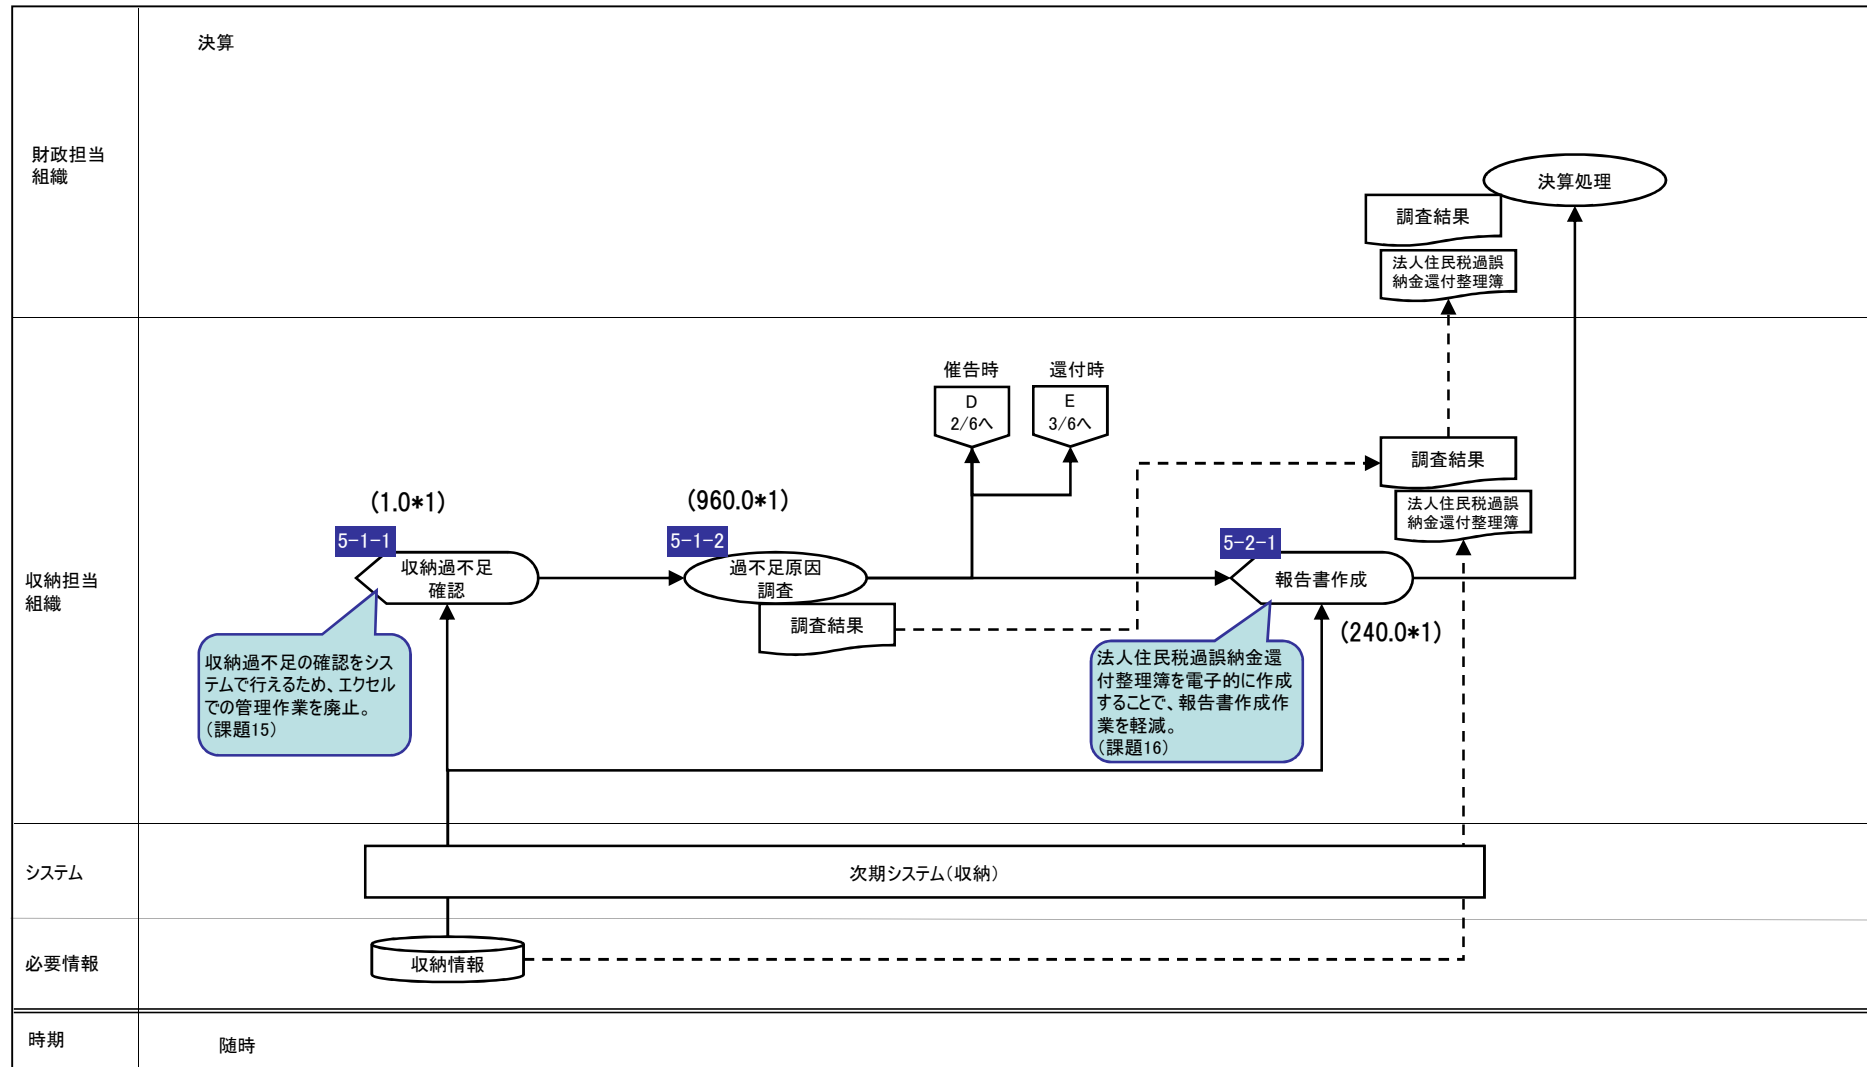 決算
財政担当
組織
決算処理
調査結果
法人住民税過誤
納金還付整理簿
催告時
還付時
D
2/6へ
E
3/6へ
調査結果
法人住民税過誤
納金還付整理簿
(1.0*1)
(960.0*1)
5-1-1
5-1-2
5-2-1
収納担当
組織
収納過不足
確認
過不足原因
調査
報告書作成
調査結果
(240.0*1)
収納過不足の確認をシス
テムで行えるため、エクセル
での管理作業を廃止。
(課題15)
法人住民税過誤納金還
付整理簿を電子的に作成
することで、報告書作成作
業を軽減。
(課題16)
システム
次期システム(収納)
必要情報
収納情報
時期
随時